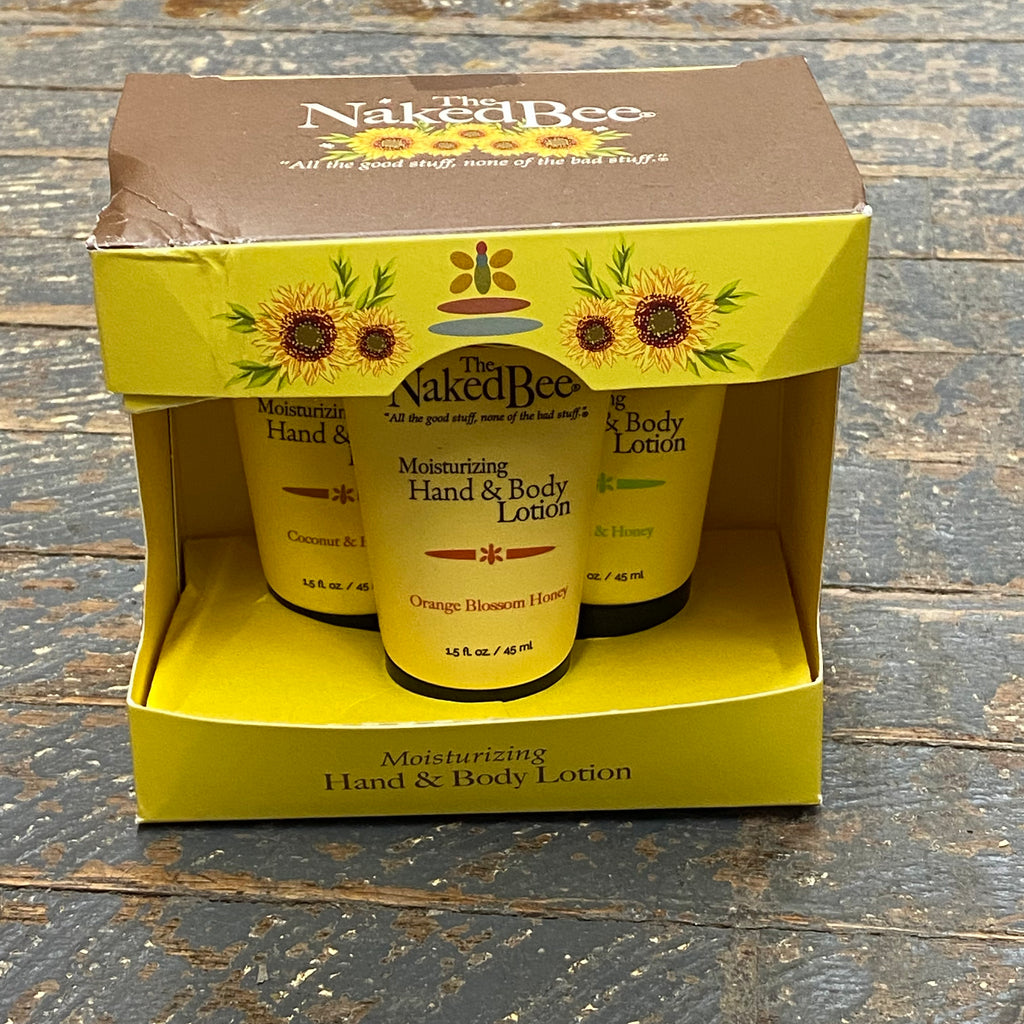 The
NakedBee®
"All the good stuff, none of the bad stuff."®
The
NakedBee®
"All the good stuff, none of the bad stuff."®
Moisturizing
Hand & Body
Lotion
Orange Blossom Honey
1.5 fl. oz. / 45 ml
Hand &
Coconut &
1.5 fl. oz. / 45
& Body
Lotion
& Honey
oz. / 45 ml
Moisturizing
Hand & Body Lotion